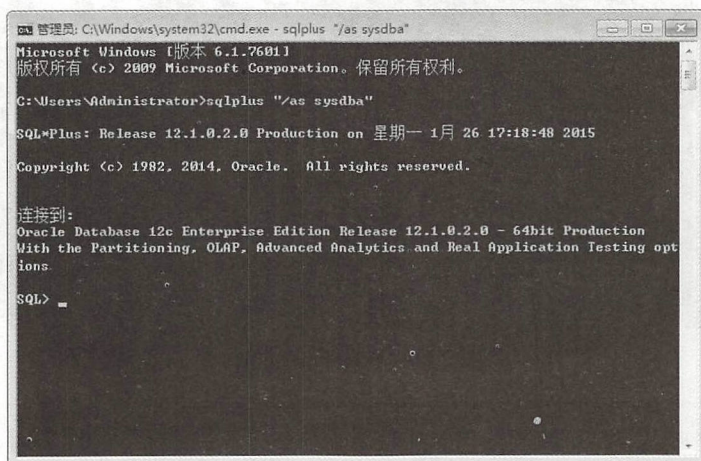 管理员: C:\Windows\system32\cmd.exe - sqlplus "/as sysdba"
Microsoft Windows [版本 6.1.7601]
版权所有 (c) 2009 Microsoft Corporation。保留所有权利。
C:\Users\Administrator>sqlplus "/as sysdba"
SQL*Plus: Release 12.1.0.2.0 Production on 星期一 1月 26 17:18:48 2015
Copyright (c) 1982, 2014, Oracle.  All rights reserved.
连接到:
Oracle Database 12c Enterprise Edition Release 12.1.0.2.0 - 64bit Production
With the Partitioning, OLAP, Advanced Analytics and Real Application Testing opt
ions
SQL>